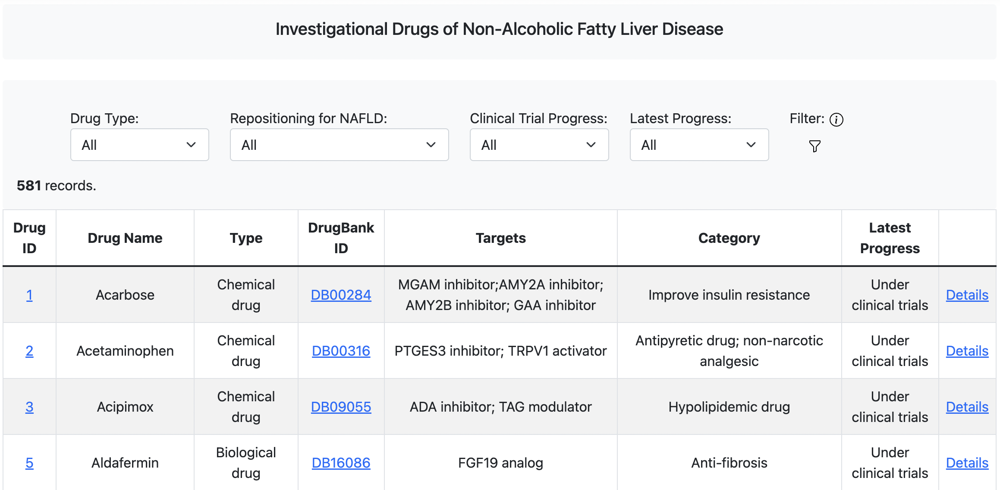 Investigational Drugs of Non-Alcoholic Fatty Liver Disease
Drug Type:
Repositioning for NAFLD:
Clinical Trial Progress:
Latest Progress:
Filter:
All
All
All
All
581 records.
Drug ID
Drug Name
Type
DrugBank ID
Targets
Category
Latest Progress
1
Acarbose
Chemical
drug
DB00284
MGAM inhibitor;AMY2A inhibitor;
AMY2B inhibitor; GAA inhibitor
Improve insulin resistance
Under
clinical trials
Details
2
Acetaminophen
Chemical
drug
DB00316
PTGES3 inhibitor; TRPV1 activator
Antipyretic drug; non-narcotic
analgesic
Under
clinical trials
Details
3
Acipimox
Chemical
drug
DB09055
ADA inhibitor; TAG modulator
Hypolipidemic drug
Under
clinical trials
Details
5
Aldafermin
Biological
drug
DB16086
FGF19 analog
Anti-fibrosis
Under
clinical trials
Details